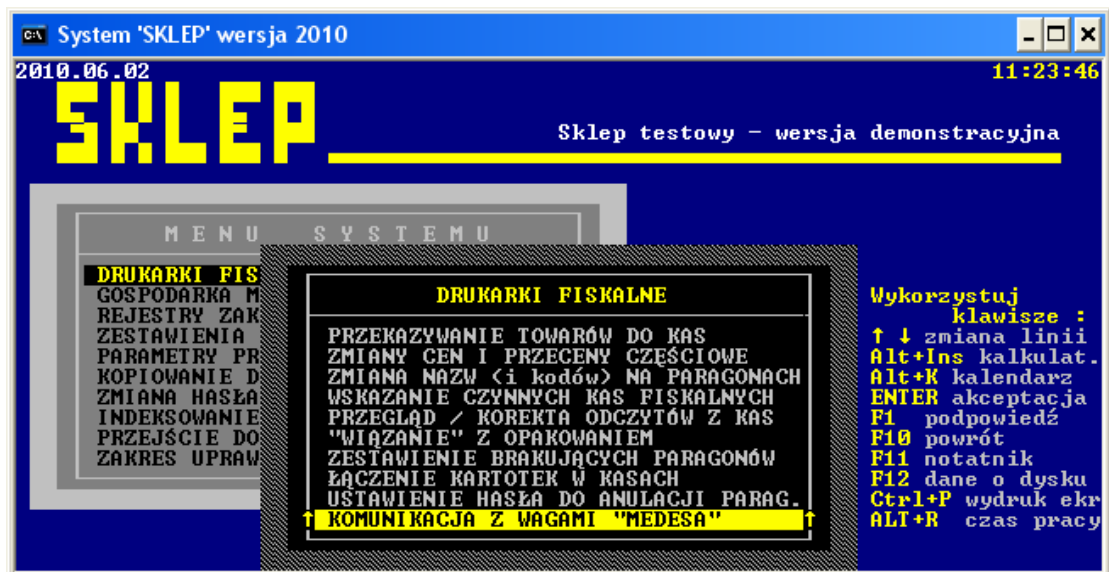 System 'SKLEP' wersja 2010
2010.06.02
11:23:46
SKLEP
Sklep testowy - wersja demonstracyjna
MENU SYSTEMU
DRUKARKI FIS
GOSPODARKA M
REJESTRY ZAK
ZESTAWIENIA
PARAMETRY PR
KOPIOWANIE D
ZMIANA HASŁA
INDEKSOWANIE
PRZEJŚCIE DO
ZAKRES UPRAW
DRUKARKI FISKALNE
PRZEKAZYWANIE TOWARÓW DO KAS
ZMIANY CEN I PRZECENY CZĘŚCIOWE
ZMIANA NAZW (i kodów) NA PARAGONACH
WSKAZANIE CZYNNYCH KAS FISKALNYCH
PRZEGLĄD / KOREKTA ODCZYTÓW Z KAS
"WIĄZANIE" Z OPAKOWANIEM
ZESTAWIENIE BRAKUJĄCYCH PARAGONÓW
ŁĄCZENIE KARTOTEK W KASACH
USTAWIENIE HASŁA DO ANULACJI PARAG.
↑ KOMUNIKACJA Z WAGAMI "MEDESA" ↑
Wykorzystuj
klawisze :
↑ ↓ zmiana linii
Alt+Ins kalkulat.
Alt+K kalendarz
ENTER akceptacja
F1 podpowiedź
F10 powrót
F11 notatnik
F12 dane o dysku
Ctrl+P wydruk ekr
ALT+R czas pracy